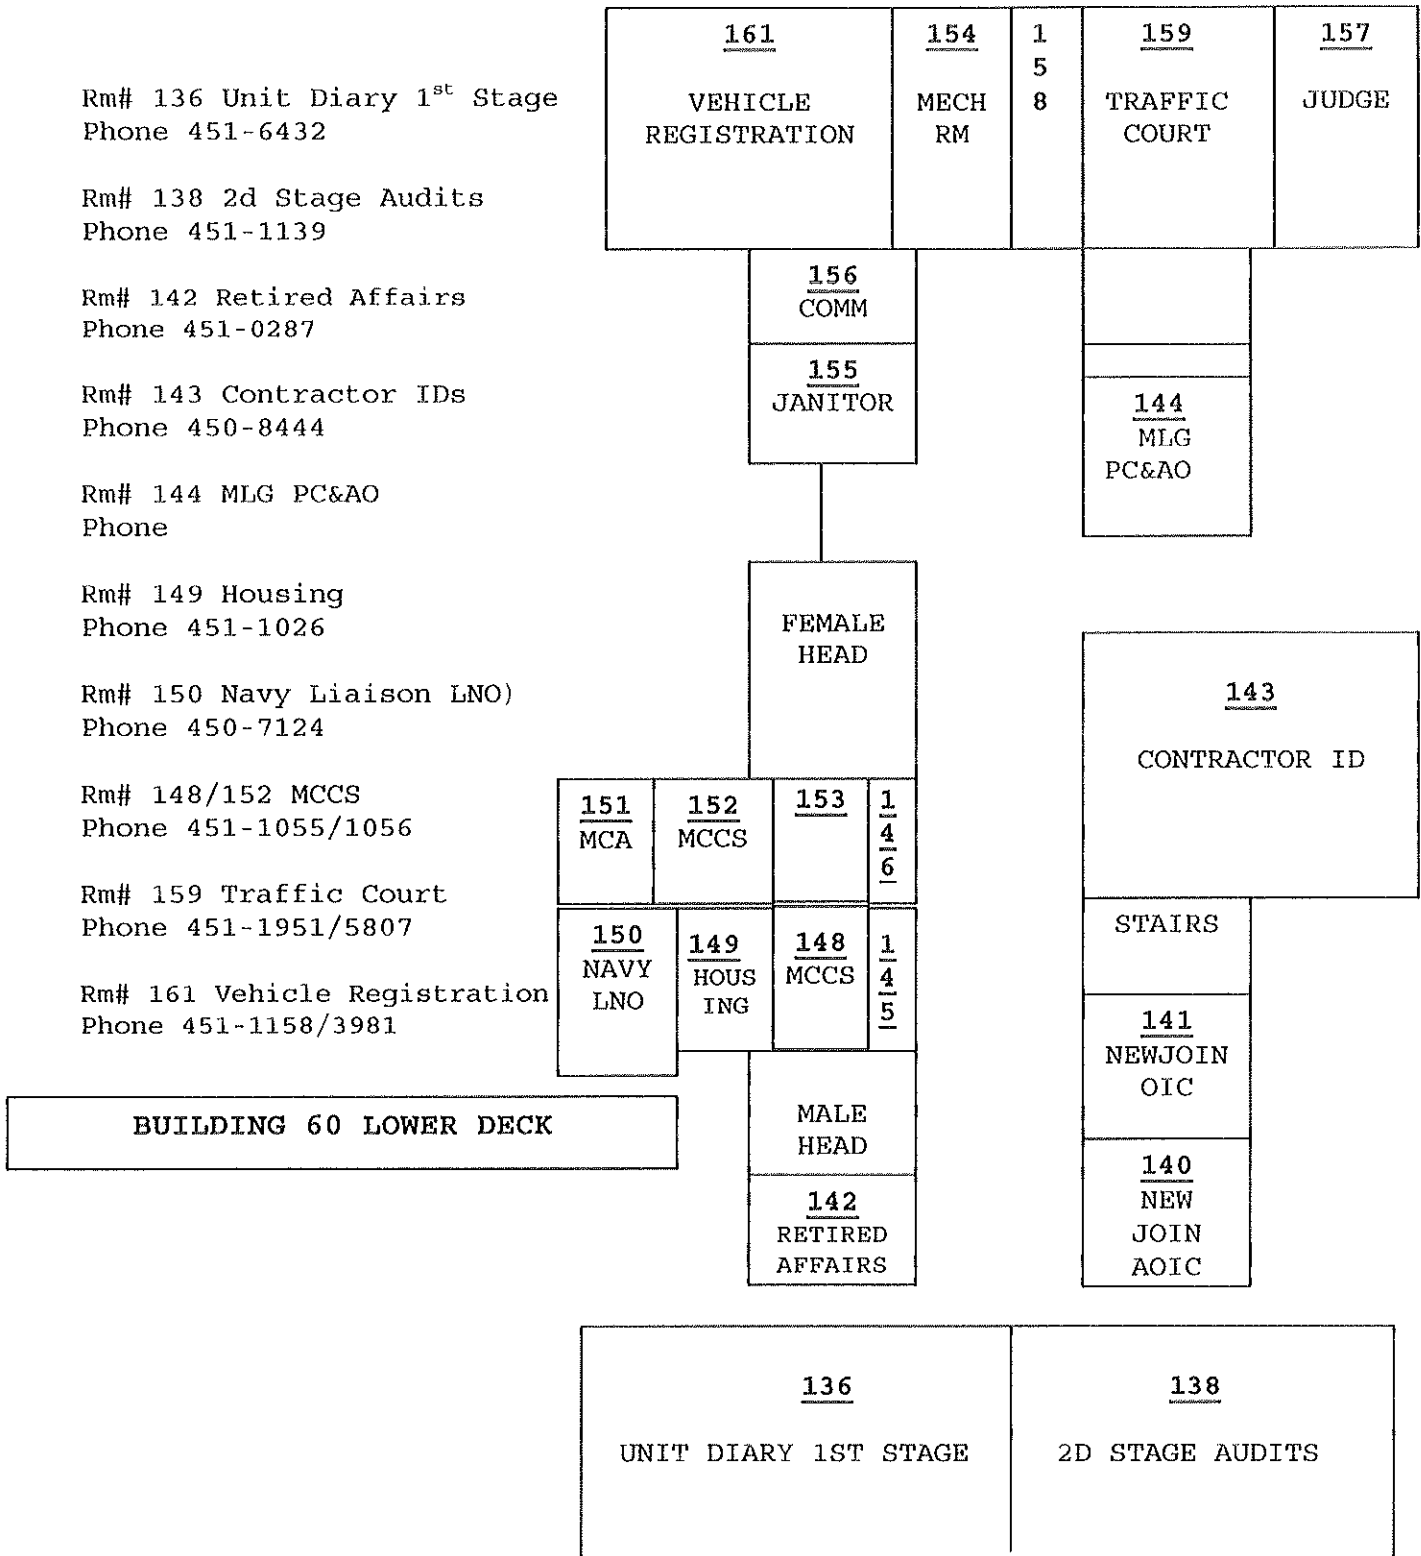 Rm# 136 Unit Diary 1st Stage
Phone 451-6432
Rm# 138 2d Stage Audits
Phone 451-1139
Rm# 142 Retired Affairs
Phone 451-0287
Rm# 143 Contractor IDs
Phone 450-8444
Rm# 144 MLG PC&AO
Phone
Rm# 149 Housing
Phone 451-1026
Rm# 150 Navy Liaison LNO)
Phone 450-7124
Rm# 148/152 MCCS
Phone 451-1055/1056
Rm# 159 Traffic Court
Phone 451-1951/5807
Rm# 161 Vehicle Registration
Phone 451-1158/3981
BUILDING 60 LOWER DECK
161
VEHICLE
REGISTRATION
154
MECH
RM
1
5
8
159
TRAFFIC
COURT
157
JUDGE
156
COMM
155
JANITOR
144
MLG
PC&AO
FEMALE
HEAD
143
CONTRACTOR ID
151
MCA
152
MCCS
153
1
4
6
150
NAVY
LNO
149
HOUS
ING
148
MCCS
1
4
5
STAIRS
141
NEWJOIN
OIC
MALE
HEAD
142
RETIRED
AFFAIRS
140
NEW
JOIN
AOIC
136
UNIT DIARY 1ST STAGE
138
2D STAGE AUDITS